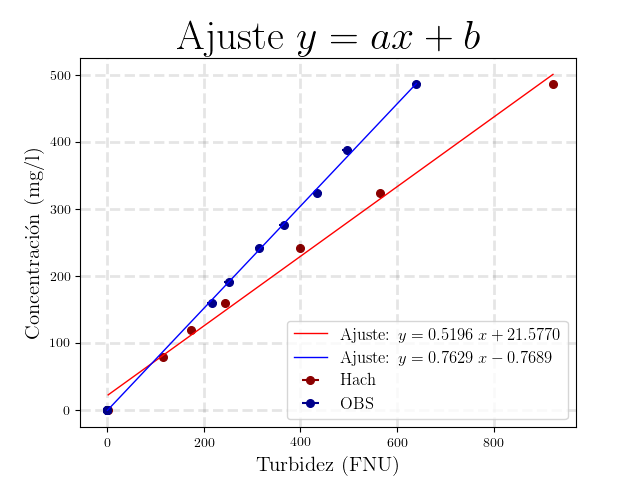 Ajuste y = ax + b
Concentración (mg/l)
500
400
300
200
100
0
Ajuste: y = 0.5196 x + 21.5770
Ajuste: y = 0.7629 x − 0.7689
Hach
OBS
0 200 400 600 800
Turbidez (FNU)